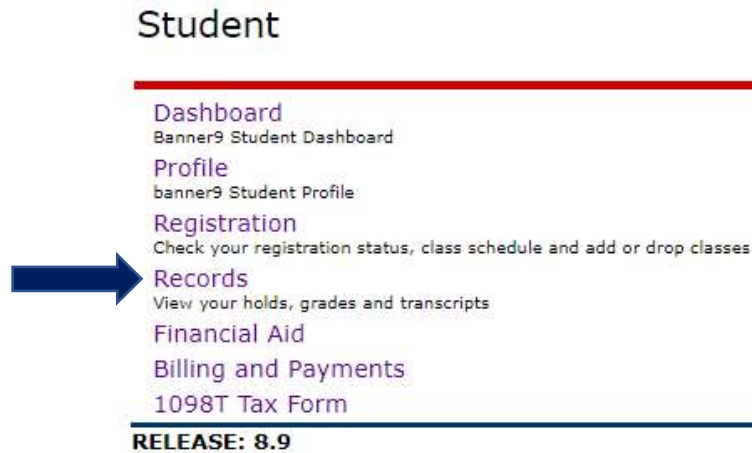 Student
Dashboard
Banner9 Student Dashboard
Profile
banner9 Student Profile
Registration
Check your registration status, class schedule and add or drop classes
Records
View your holds, grades and transcripts
Financial Aid
Billing and Payments
1098T Tax Form
RELEASE: 8.9